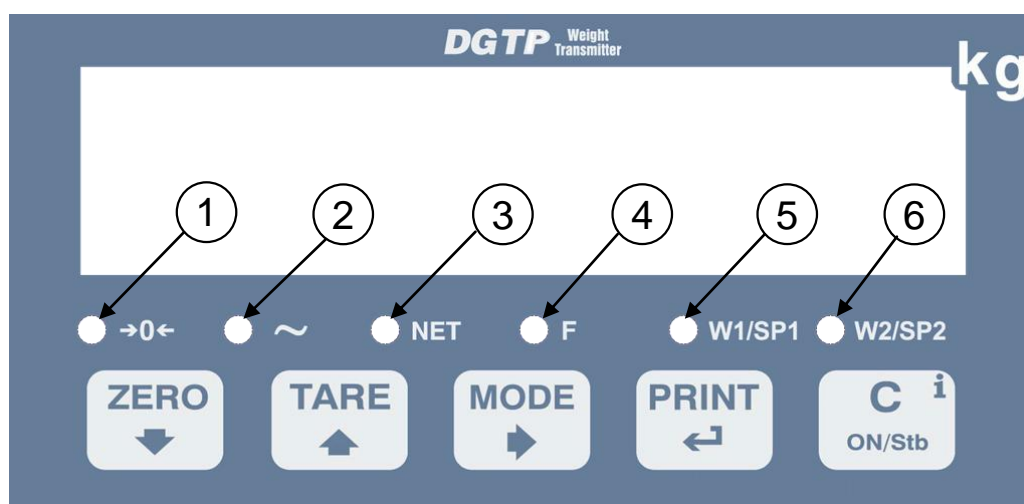 DGTP Weight Transmitter
kg
1 2 3 4 5 6
→0← ~ NET F W1/SP1 W2/SP2
ZERO TARE MODE PRINT C i
ON/Stb